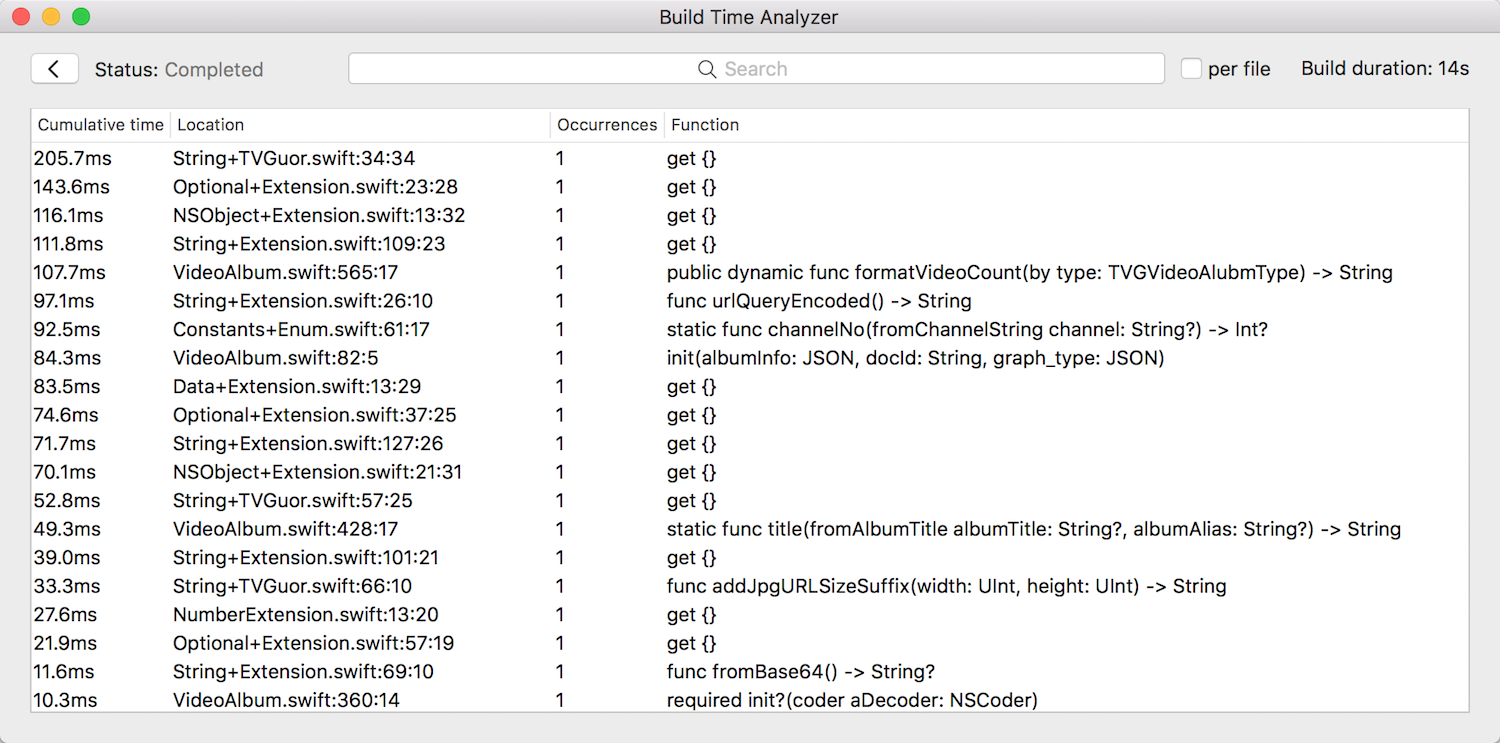 Build Time Analyzer
Status: Completed Search per file Build duration: 14s
Cumulative time Location Occurrences Function
205.7ms String+TVGuor.swift:34:34 1 get {}
143.6ms Optional+Extension.swift:23:28 1 get {}
116.1ms NSObject+Extension.swift:13:32 1 get {}
111.8ms String+Extension.swift:109:23 1 get {}
107.7ms VideoAlbum.swift:565:17 1 public dynamic func formatVideoCount(by type: TVGVideoAlubmType) -> String
97.1ms String+Extension.swift:26:10 1 func urlQueryEncoded() -> String
92.5ms Constants+Enum.swift:61:17 1 static func channelNo(fromChannelString channel: String?) -> Int?
84.3ms VideoAlbum.swift:82:5 1 init(albumInfo: JSON, docId: String, graph_type: JSON)
83.5ms Data+Extension.swift:13:29 1 get {}
74.6ms Optional+Extension.swift:37:25 1 get {}
71.7ms String+Extension.swift:127:26 1 get {}
70.1ms NSObject+Extension.swift:21:31 1 get {}
52.8ms String+TVGuor.swift:57:25 1 get {}
49.3ms VideoAlbum.swift:428:17 1 static func title(fromAlbumTitle albumTitle: String?, albumAlias: String?) -> String
39.0ms String+Extension.swift:101:21 1 get {}
33.3ms String+TVGuor.swift:66:10 1 func addJpgURLSizeSuffix(width: UInt, height: UInt) -> String
27.6ms NumberExtension.swift:13:20 1 get {}
21.9ms Optional+Extension.swift:57:19 1 get {}
11.6ms String+Extension.swift:69:10 1 func fromBase64() -> String?
10.3ms VideoAlbum.swift:360:14 1 required init?(coder aDecoder: NSCoder)